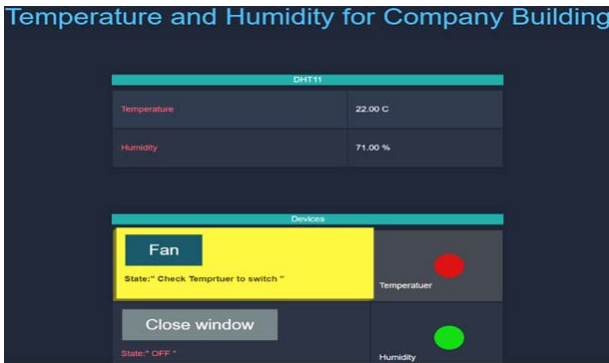 Temperature and Humidity for Company Building
DHT11
Temperature 22.00 C
Humidity 71.00 %
Devices
Fan
State:" Check Temprtuer to switch "
Temperatuer
Close window
State:" OFF "
Humidity